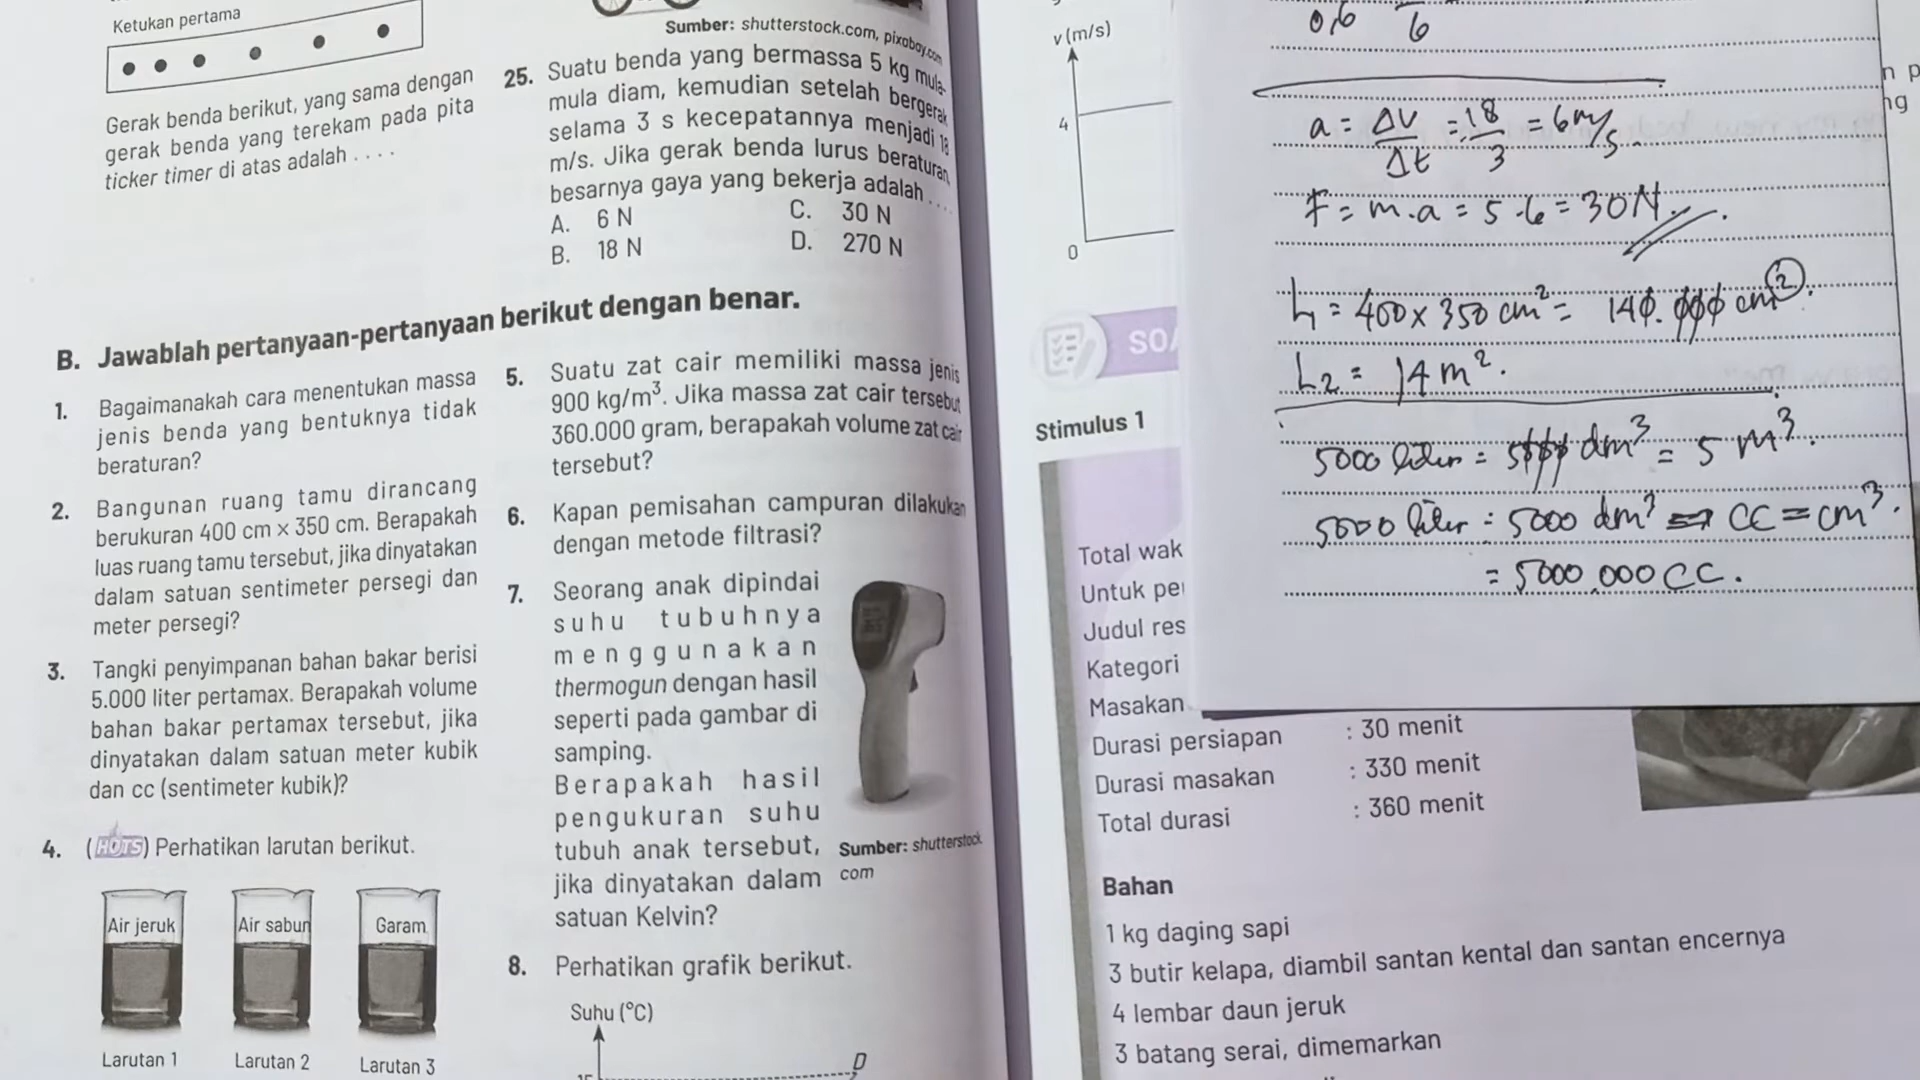 Ketukan pertama
Gerak benda berikut, yang sama dengan
gerak benda yang terekam pada pita
ticker timer di atas adalah . . . .
Sumber: shutterstock.com, pixabay.com
25. Suatu benda yang bermassa 5 kg mula-
mula diam, kemudian setelah bergerak
selama 3 s kecepatannya menjadi 18
m/s. Jika gerak benda lurus beraturan,
besarnya gaya yang bekerja adalah . . . .
A. 6 N
B. 18 N
C. 30 N
D. 270 N
B. Jawablah pertanyaan-pertanyaan berikut dengan benar.
1. Bagaimanakah cara menentukan massa
jenis benda yang bentuknya tidak
beraturan?
2. Bangunan ruang tamu dirancang
berukuran 400 cm × 350 cm. Berapakah
luas ruang tamu tersebut, jika dinyatakan
dalam satuan sentimeter persegi dan
meter persegi?
3. Tangki penyimpanan bahan bakar berisi
5.000 liter pertamax. Berapakah volume
bahan bakar pertamax tersebut, jika
dinyatakan dalam satuan meter kubik
dan cc (sentimeter kubik)?
4. (HOTS) Perhatikan larutan berikut.
Air jeruk
Air sabun
Garam
Larutan 1
Larutan 2
Larutan 3
5. Suatu zat cair memiliki massa jenis
900 kg/m³. Jika massa zat cair tersebut
360.000 gram, berapakah volume zat cair
tersebut?
6. Kapan pemisahan campuran dilakukan
dengan metode filtrasi?
7. Seorang anak dipindai
suhu tubuhnya
menggunakan
thermogun dengan hasil
seperti pada gambar di
samping.
Berapakah hasil
pengukuran suhu
tubuh anak tersebut,
jika dinyatakan dalam
satuan Kelvin?
Sumber: shutterstock.
com
8. Perhatikan grafik berikut.
Suhu (°C)
D
v (m/s)
4
0
SOA
Stimulus 1
Total wak
Untuk pe
Judul res
Kategori
Masakan
Durasi persiapan : 30 menit
Durasi masakan : 330 menit
Total durasi : 360 menit
Bahan
1 kg daging sapi
3 butir kelapa, diambil santan kental dan santan encernya
4 lembar daun jeruk
3 batang serai, dimemarkan
0,6 6
a = Δv/Δt = 18/3 = 6 m/s.
F = m.a = 5 . 6 = 30 N.
L₁ = 400 × 350 cm² = 140.000 cm².
L₂ = 14 m².
5000 liter = 5000 dm³ = 5 m³.
5000 liter = 5000 dm³ ⇒ CC = cm³.
= 5000.000 CC.
n p
ng